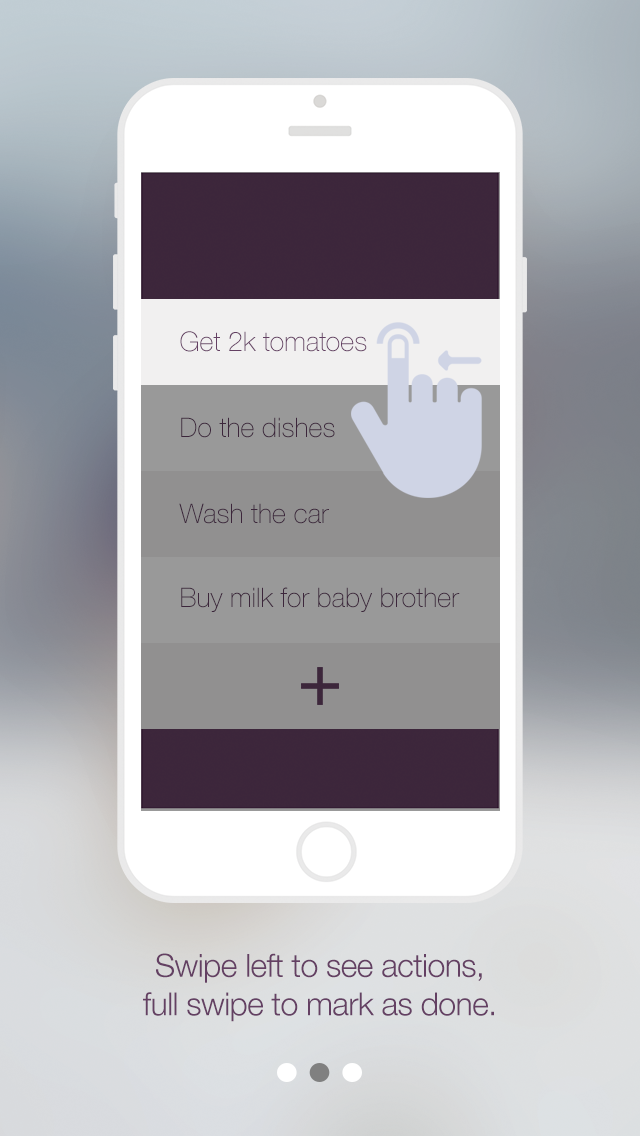 Get 2k tomatoes
Do the dishes
Wash the car
Buy milk for baby brother
+
Swipe left to see actions,
full swipe to mark as done.